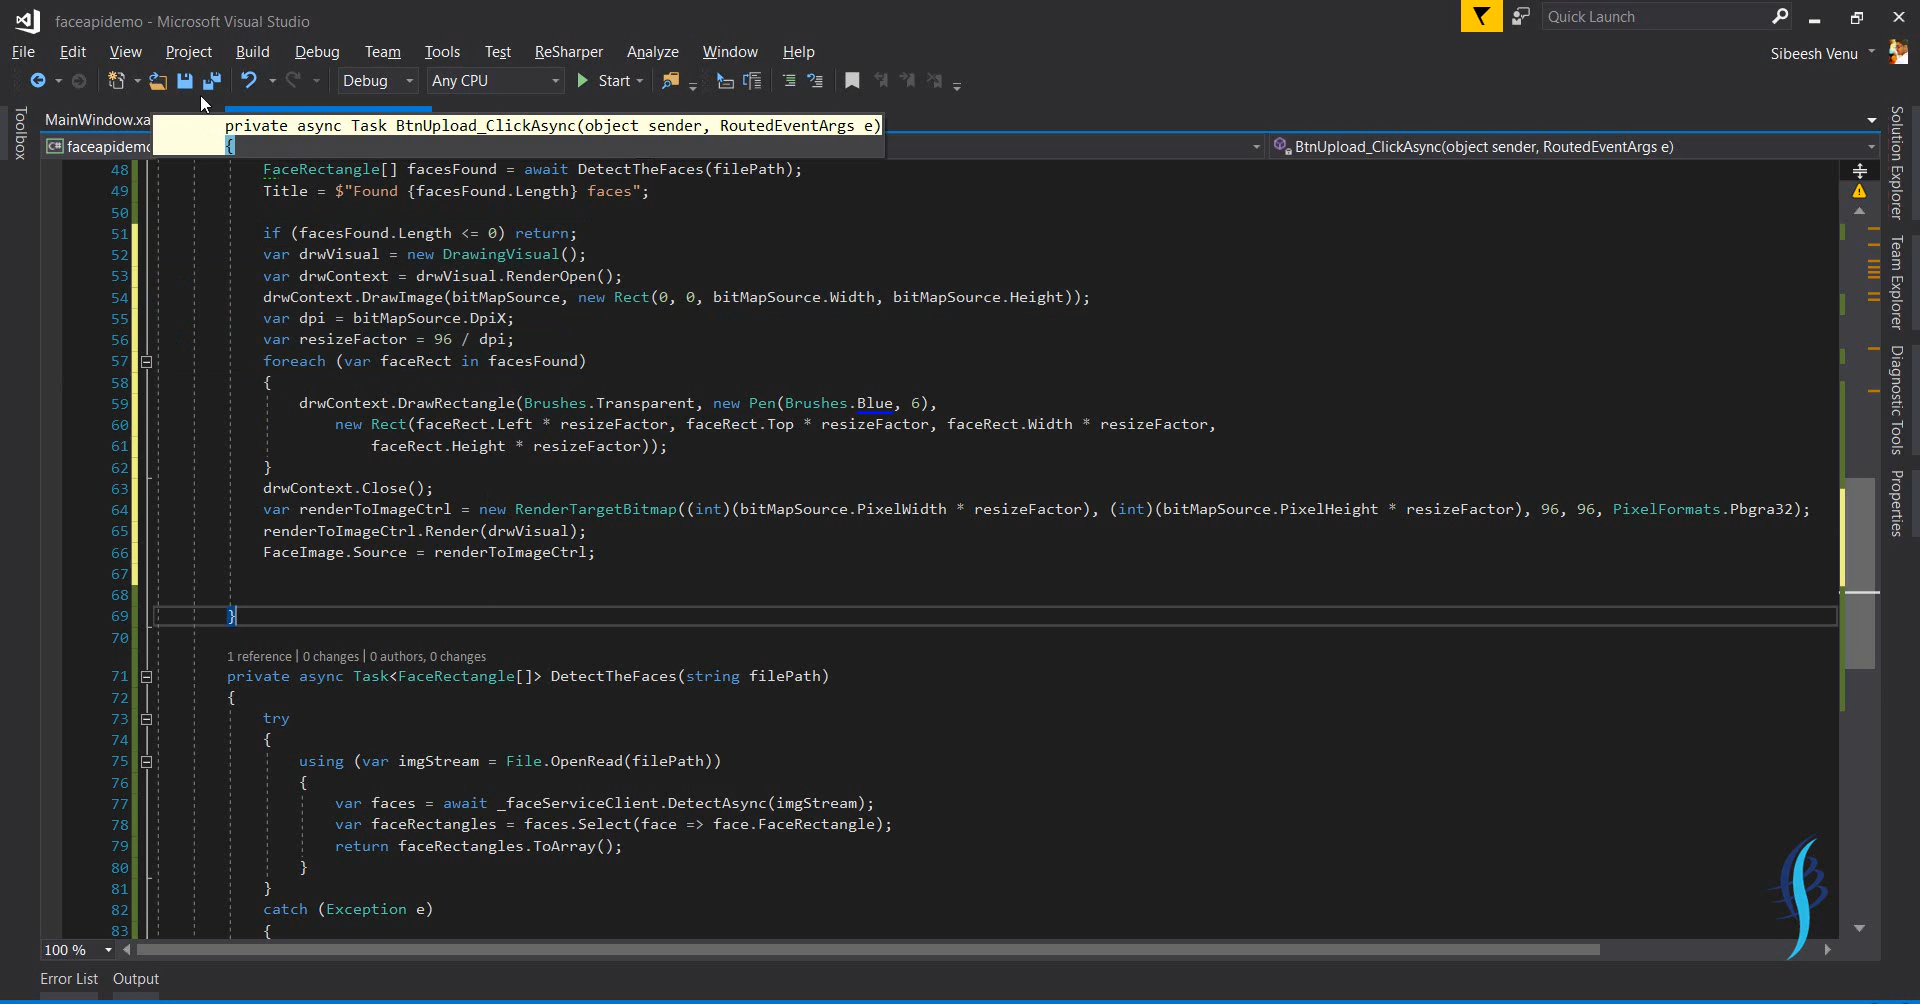 faceapidemo - Microsoft Visual Studio
Quick Launch
File Edit View Project Build Debug Team Tools Test ReSharper Analyze Window Help
Sibeesh Venu
Debug Any CPU Start
Toolbox
MainWindow.xa
private async Task BtnUpload_ClickAsync(object sender, RoutedEventArgs e)
{
C# faceapidemo
BtnUpload_ClickAsync(object sender, RoutedEventArgs e)
48 FaceRectangle[] facesFound = await DetectTheFaces(filePath);
49 Title = $"Found {facesFound.Length} faces";
50
51 if (facesFound.Length <= 0) return;
52 var drwVisual = new DrawingVisual();
53 var drwContext = drwVisual.RenderOpen();
54 drwContext.DrawImage(bitMapSource, new Rect(0, 0, bitMapSource.Width, bitMapSource.Height));
55 var dpi = bitMapSource.DpiX;
56 var resizeFactor = 96 / dpi;
57 foreach (var faceRect in facesFound)
58 {
59 drwContext.DrawRectangle(Brushes.Transparent, new Pen(Brushes.Blue, 6),
60 new Rect(faceRect.Left * resizeFactor, faceRect.Top * resizeFactor, faceRect.Width * resizeFactor,
61 faceRect.Height * resizeFactor));
62 }
63 drwContext.Close();
64 var renderToImageCtrl = new RenderTargetBitmap((int)(bitMapSource.PixelWidth * resizeFactor), (int)(bitMapSource.PixelHeight * resizeFactor), 96, 96, PixelFormats.Pbgra32);
65 renderToImageCtrl.Render(drwVisual);
66 FaceImage.Source = renderToImageCtrl;
67
68
69 }
70
1 reference | 0 changes | 0 authors, 0 changes
71 private async Task<FaceRectangle[]> DetectTheFaces(string filePath)
72 {
73 try
74 {
75 using (var imgStream = File.OpenRead(filePath))
76 {
77 var faces = await _faceServiceClient.DetectAsync(imgStream);
78 var faceRectangles = faces.Select(face => face.FaceRectangle);
79 return faceRectangles.ToArray();
80 }
81 }
82 catch (Exception e)
83 {
Solution Explorer
Team Explorer
Diagnostic Tools
Properties
100 %
Error List Output